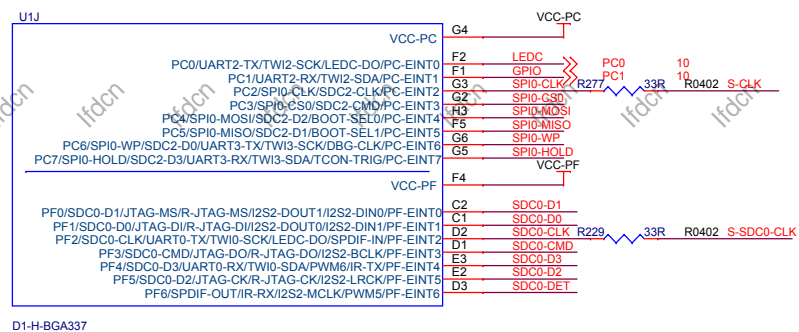 U1J
VCC-PC G4 VCC-PC
PC0/UART2-TX/TWI2-SCK/LEDC-DO/PC-EINT0 F2 LEDC PC0 10
PC1/UART2-RX/TWI2-SDA/PC-EINT1 F1 GPIO PC1 10
PC2/SPI0-CLK/SDC2-CLK/PC-EINT2 G3 SPI0-CLK R277 33R R0402 S-CLK
PC3/SPI0-CS0/SDC2-CMD/PC-EINT3 G2 SPI0-CS0
PC4/SPI0-MOSI/SDC2-D2/BOOT-SEL0/PC-EINT4 H3 SPI0-MOSI
PC5/SPI0-MISO/SDC2-D1/BOOT-SEL1/PC-EINT5 F5 SPI0-MISO
PC6/SPI0-WP/SDC2-D0/UART3-TX/TWI3-SCK/DBG-CLK/PC-EINT6 G6 SPI0-WP
PC7/SPI0-HOLD/SDC2-D3/UART3-RX/TWI3-SDA/TCON-TRIG/PC-EINT7 G5 SPI0-HOLD
VCC-PF F4 VCC-PF
PF0/SDC0-D1/JTAG-MS/R-JTAG-MS/I2S2-DOUT1/I2S2-DIN0/PF-EINT0 C2 SDC0-D1
PF1/SDC0-D0/JTAG-DI/R-JTAG-DI/I2S2-DOUT0/I2S2-DIN1/PF-EINT1 C1 SDC0-D0
PF2/SDC0-CLK/UART0-TX/TWI0-SCK/LEDC-DO/SPDIF-IN/PF-EINT2 D2 SDC0-CLK R229 33R R0402 S-SDC0-CLK
PF3/SDC0-CMD/JTAG-DO/R-JTAG-DO/I2S2-BCLK/PF-EINT3 D1 SDC0-CMD
PF4/SDC0-D3/UART0-RX/TWI0-SDA/PWM6/IR-TX/PF-EINT4 E3 SDC0-D3
PF5/SDC0-D2/JTAG-CK/R-JTAG-CK/I2S2-LRCK/PF-EINT5 E2 SDC0-D2
PF6/SPDIF-OUT/IR-RX/I2S2-MCLK/PWM5/PF-EINT6 D3 SDC0-DET
D1-H-BGA337
lfdcn
lfdcn
lfdcn
lfdcn
lfdcn
lfdcn